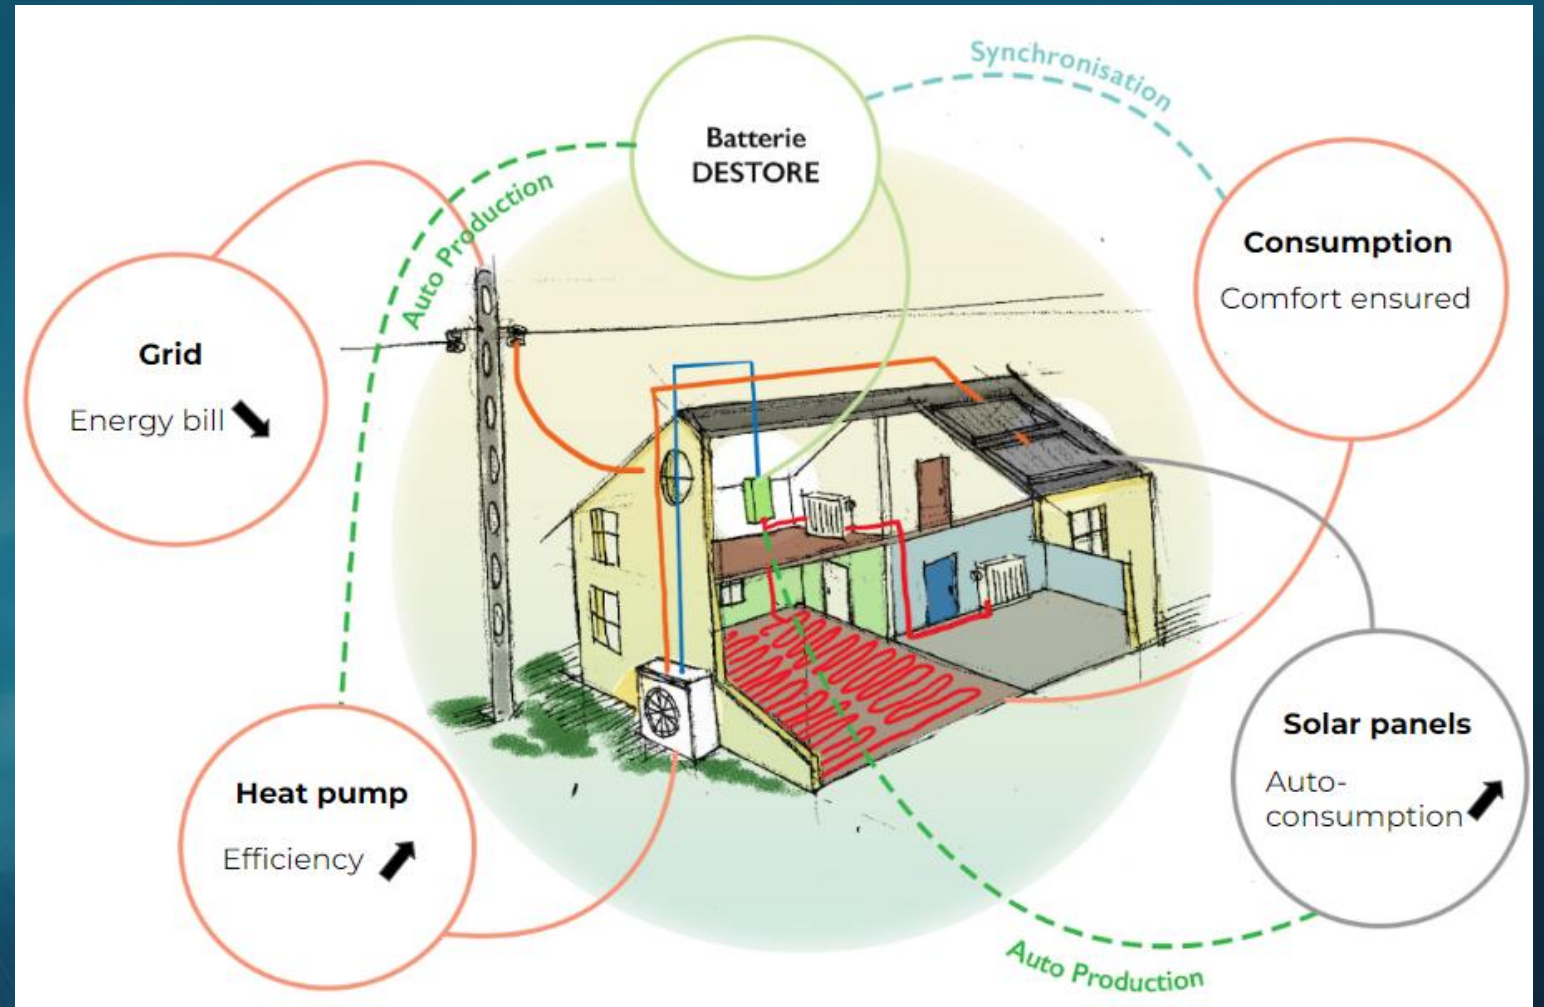 Synchronisation
Batterie
DESTORE
Auto Production
Consumption
Comfort ensured
Grid
Energy bill
Solar panels
Auto-
consumption
Heat pump
Efficiency
Auto Production